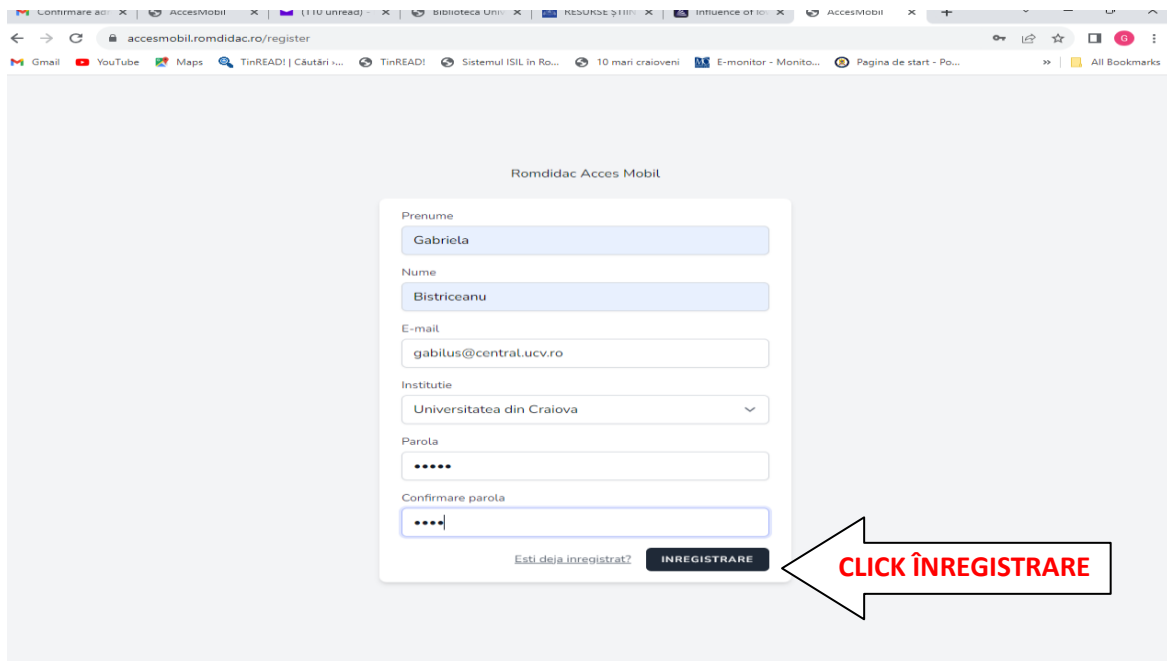 Confirmare adr
AccesMobil
(110 unread) -
Biblioteca Univ
RESURSE ȘTIIN
Influence of Io
AccesMobil
accesmobil.romdidac.ro/register
G
Gmail
YouTube
Maps
TinREAD! | Căutări »...
TinREAD!
Sistemul ISIL în Ro...
10 mari craioveni
E-monitor - Monito...
Pagina de start - Po...
All Bookmarks
Romdidac Acces Mobil
Prenume
Gabriela
Nume
Bistriceanu
E-mail
gabilus@central.ucv.ro
Institutie
Universitatea din Craiova
Parola
•••••
Confirmare parola
••••
Esti deja inregistrat?
INREGISTRARE
CLICK ÎNREGISTRARE